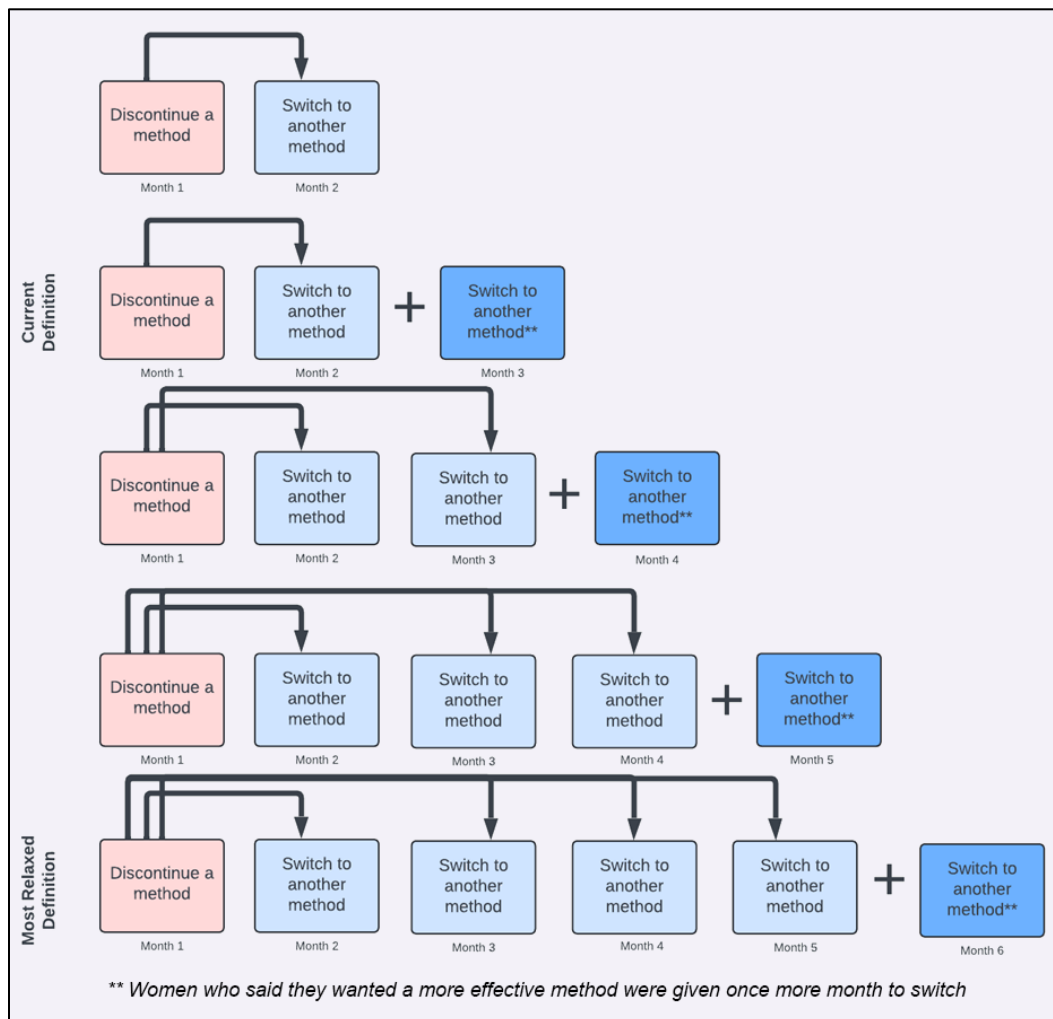 Discontinue a
method
Switch to
another
method
Month 1
Month 2
Current
Definition
Discontinue a
method
Switch to
another
method
Switch to
another
method**
Month 1
Month 2
Month 3
Discontinue a
method
Switch to
another
method
Switch to
another
method
Switch to
another
method**
Month 1
Month 2
Month 3
Month 4
Discontinue a
method
Switch to
another
method
Switch to
another
method
Switch to
another
method
Switch to
another
method**
Month 1
Month 2
Month 3
Month 4
Month 5
Most Relaxed
Definition
Discontinue a
method
Switch to
another
method
Switch to
another
method
Switch to
another
method
Switch to
another
method
Switch to
another
method**
Month 1
Month 2
Month 3
Month 4
Month 5
Month 6
** Women who said they wanted a more effective method were given once more month to switch